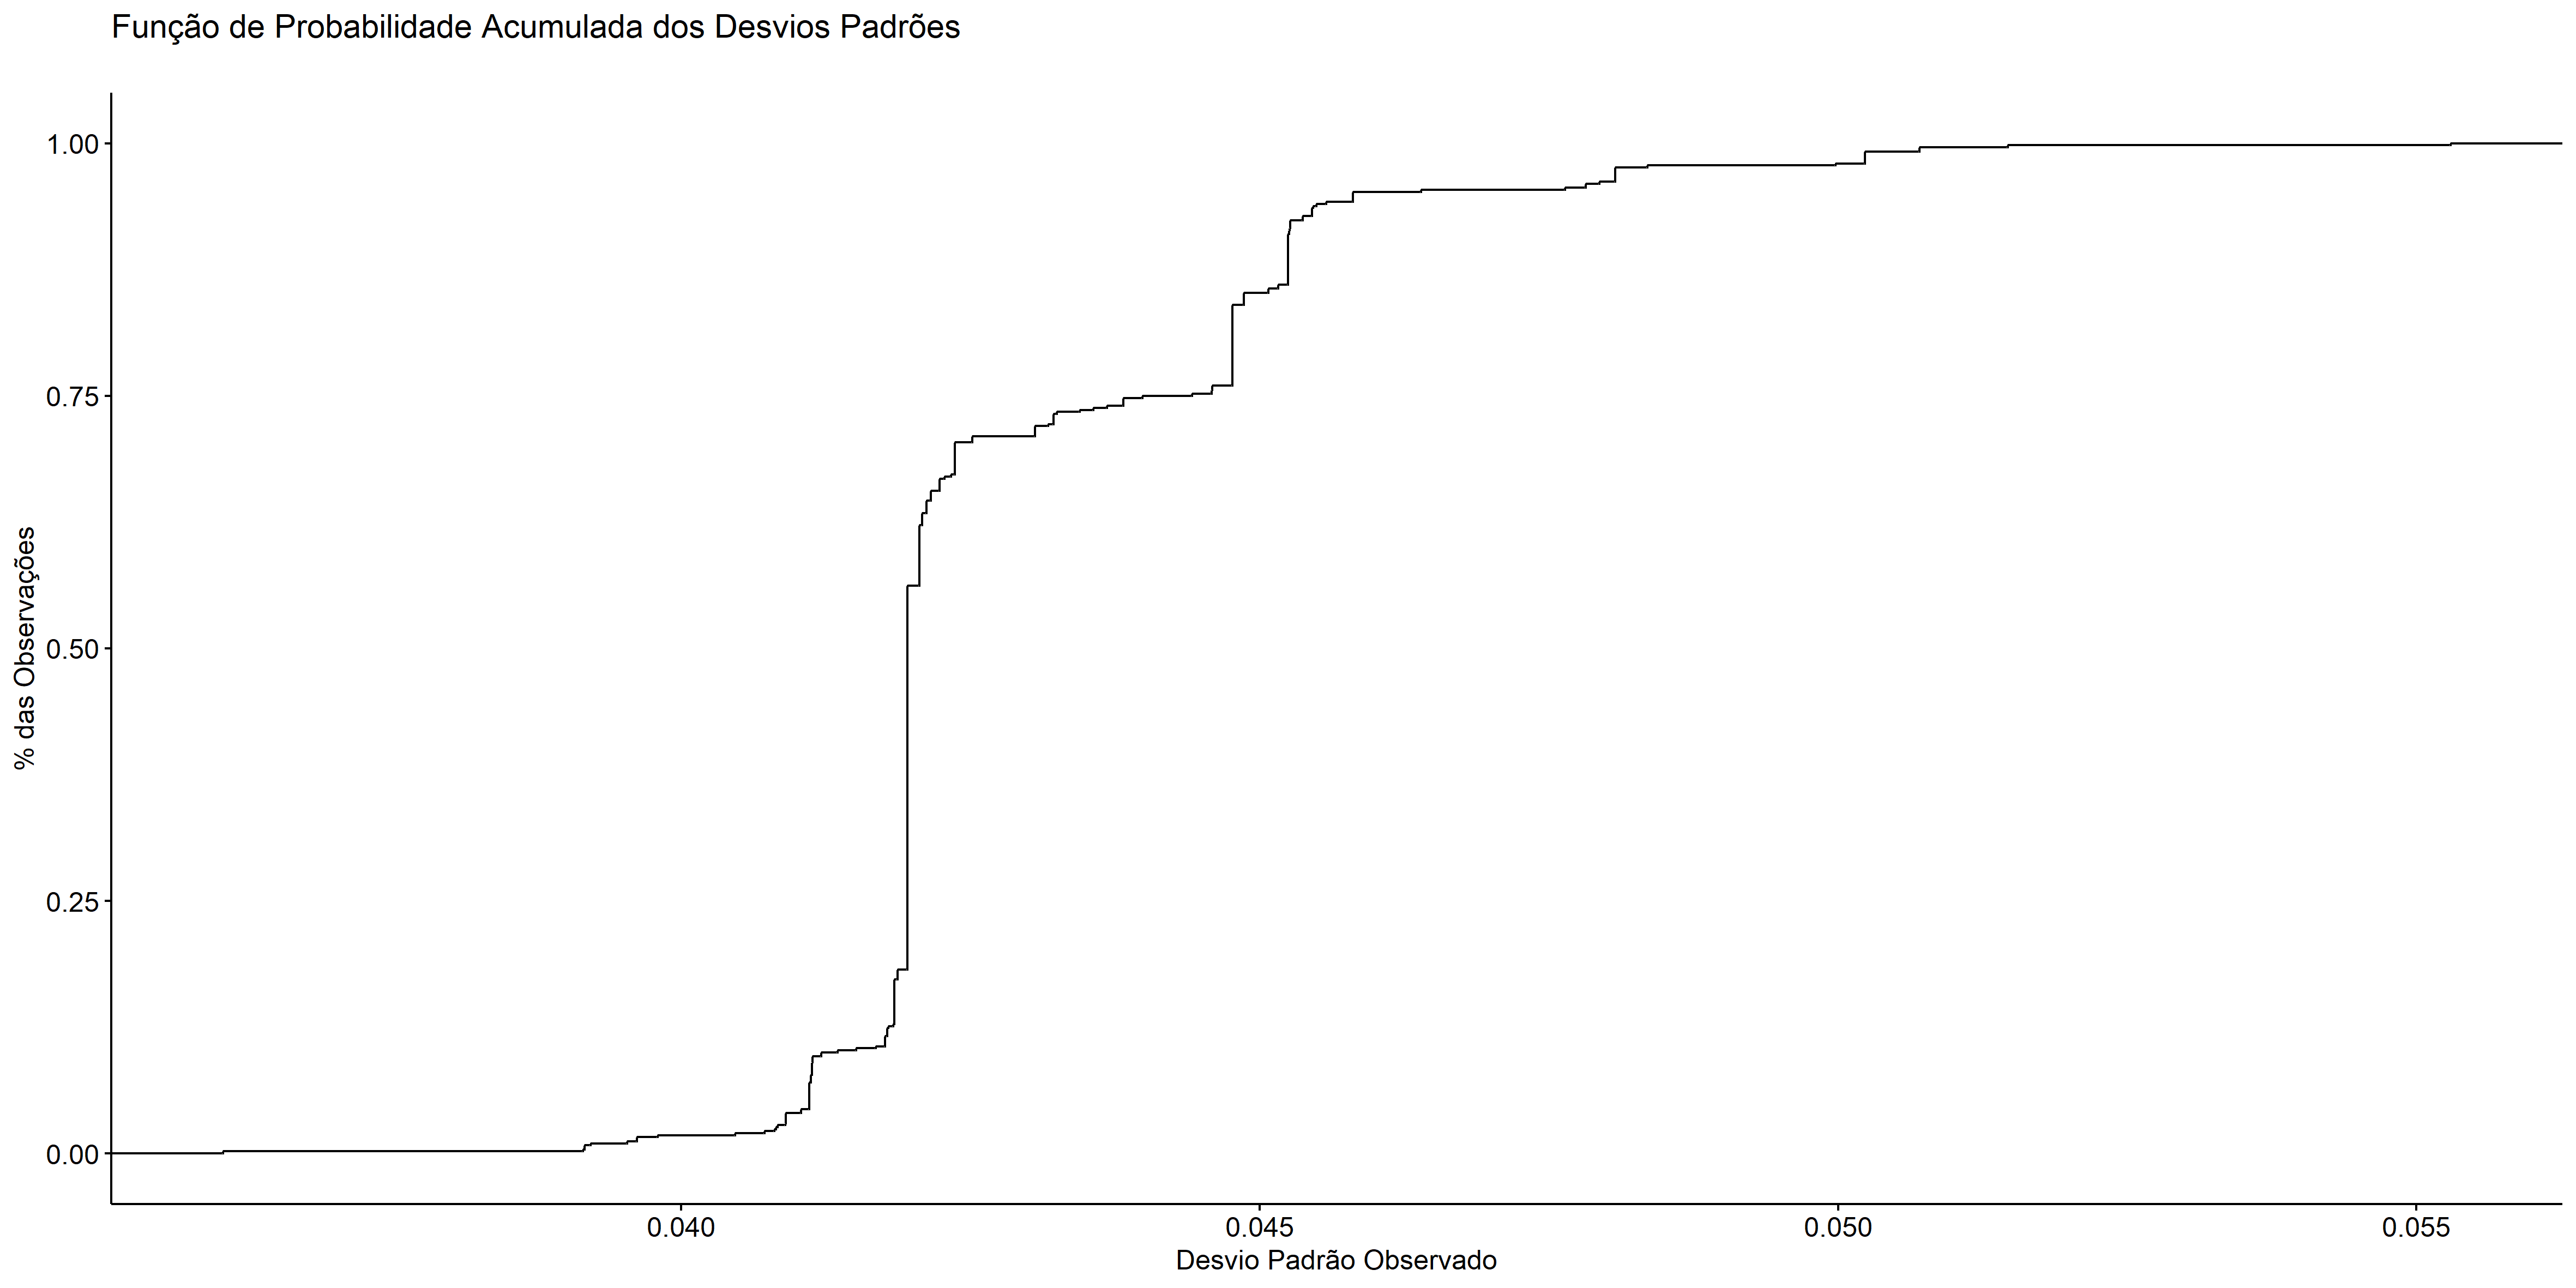 Função de Probabilidade Acumulada dos Desvios Padrões
1.00
0.75
0.50
0.25
0.00
% das Observações
0.040 0.045 0.050 0.055
Desvio Padrão Observado